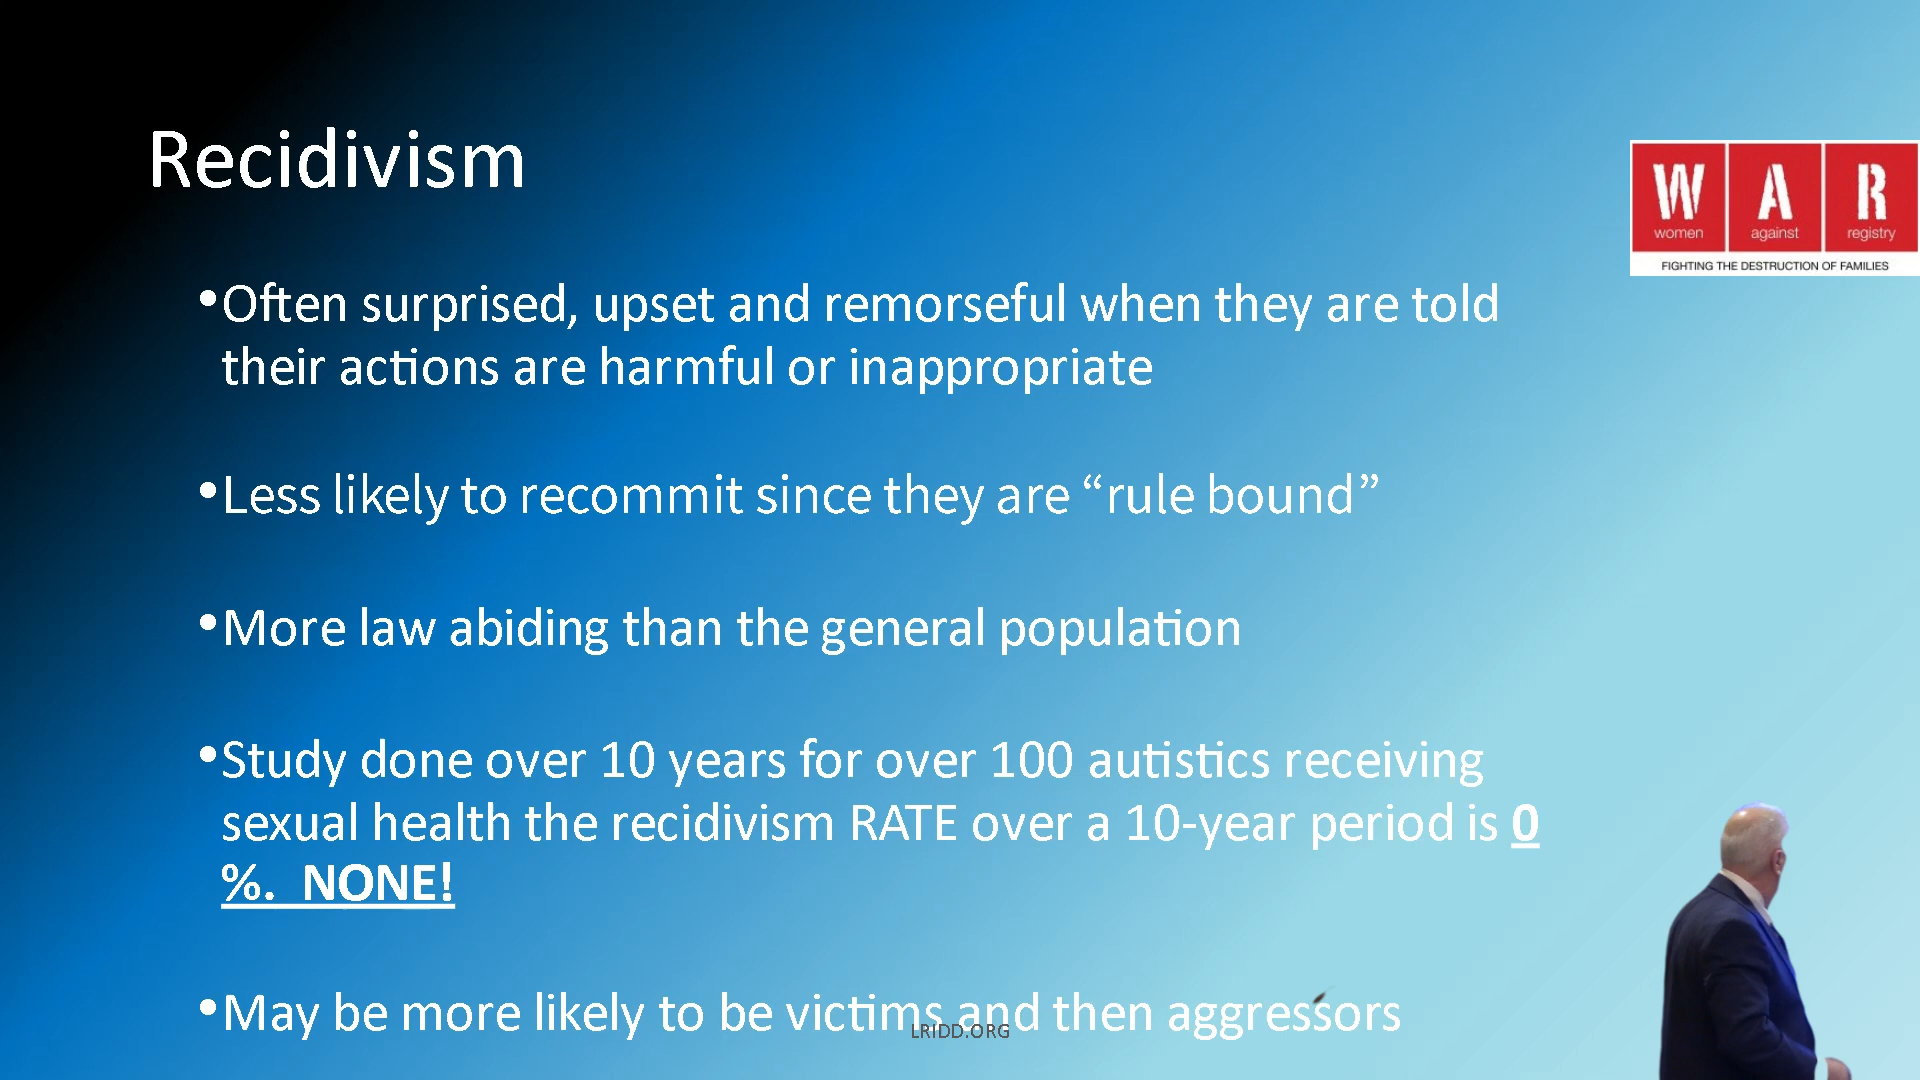 Recidivism
W A R
women against registry
FIGHTING THE DESTRUCTION OF FAMILIES
•Often surprised, upset and remorseful when they are told
their actions are harmful or inappropriate
•Less likely to recommit since they are “rule bound”
•More law abiding than the general population
•Study done over 10 years for over 100 autistics receiving
sexual health the recidivism RATE over a 10-year period is 0
%.  NONE!
•May be more likely to be victims and then aggressors
LRIDD.ORG